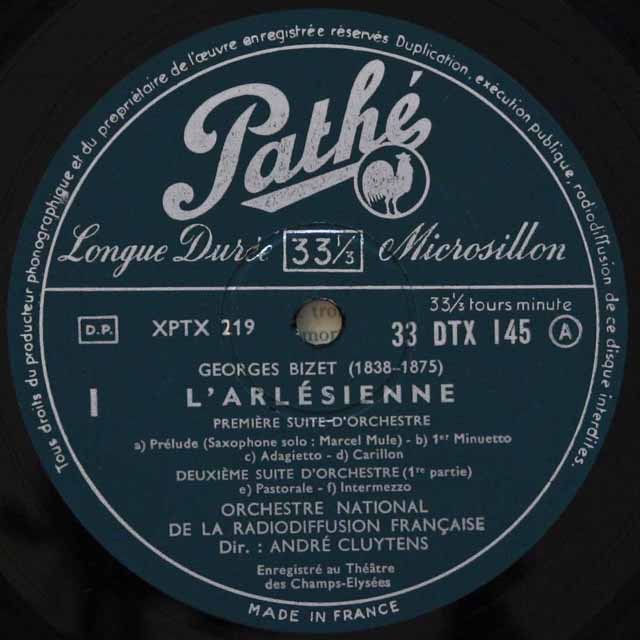 Tous droits du producteur phonographique et du propriétaire de l'œuvre enregistrée réservés Duplication, exécution publique, radiodiffusion de ce disque interdites.
Pathé
Longue Durée 33⅓ Microsillon
33⅓ tours minute
D.P. XPTX 219 33 DTX 145 A
tro
mon
GEORGES BIZET (1838-1875)
I L'ARLÉSIENNE
PREMIÈRE SUITE D'ORCHESTRE
a) Prélude (Saxophone solo : Marcel Mule) - b) 1er Minuetto
c) Adagietto - d) Carillon
DEUXIÈME SUITE D'ORCHESTRE (1re partie)
e) Pastorale - f) Intermezzo
ORCHESTRE NATIONAL
DE LA RADIODIFFUSION FRANÇAISE
Dir. : ANDRÉ CLUYTENS
Enregistré au Théâtre
des Champs-Elysées
MADE IN FRANCE